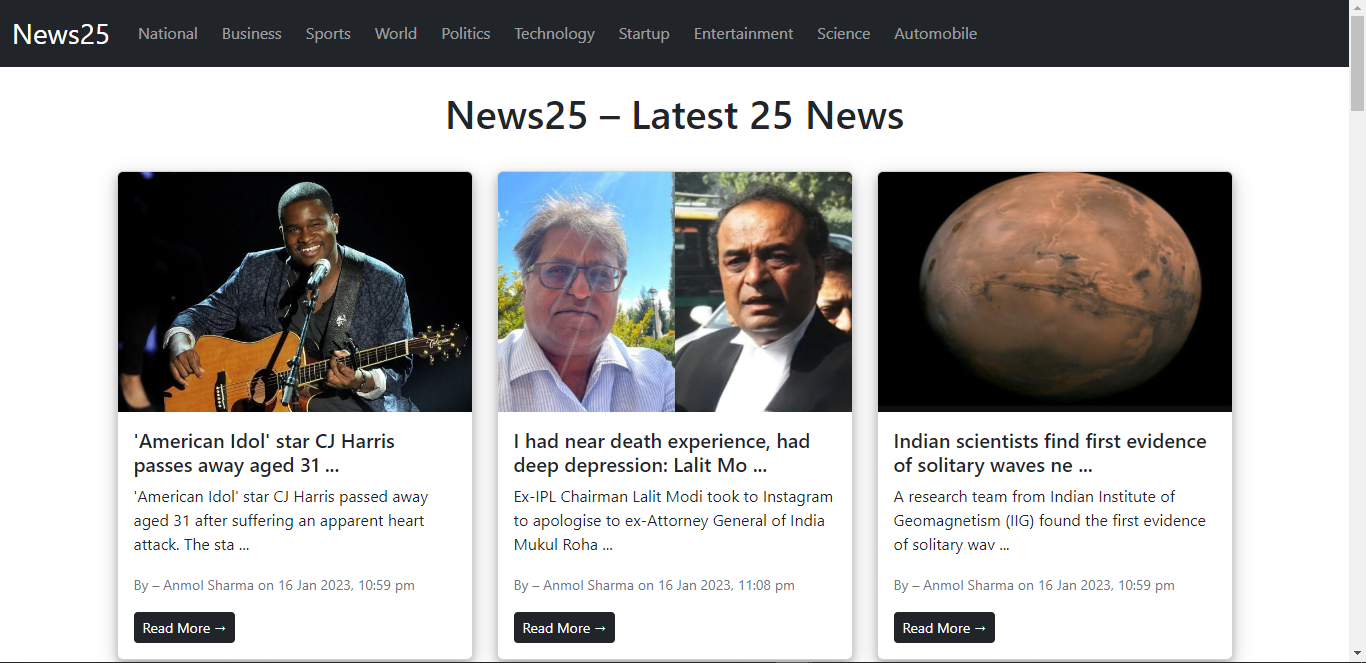 News25 National Business Sports World Politics Technology Startup Entertainment Science Automobile
News25 – Latest 25 News
'American Idol' star CJ Harris
passes away aged 31 ...
'American Idol' star CJ Harris passed away
aged 31 after suffering an apparent heart
attack. The sta ...
By – Anmol Sharma on 16 Jan 2023, 10:59 pm
Read More →
I had near death experience, had
deep depression: Lalit Mo ...
Ex-IPL Chairman Lalit Modi took to Instagram
to apologise to ex-Attorney General of India
Mukul Roha ...
By – Anmol Sharma on 16 Jan 2023, 11:08 pm
Read More →
Indian scientists find first evidence
of solitary waves ne ...
A research team from Indian Institute of
Geomagnetism (IIG) found the first evidence
of solitary wav ...
By – Anmol Sharma on 16 Jan 2023, 10:59 pm
Read More →